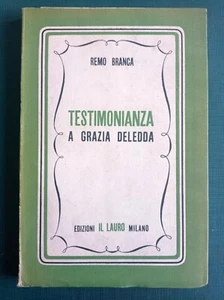 REMO BRANCA
TESTIMONIANZA
A GRAZIA DELEDDA
EDIZIONI IL LAURO MILANO